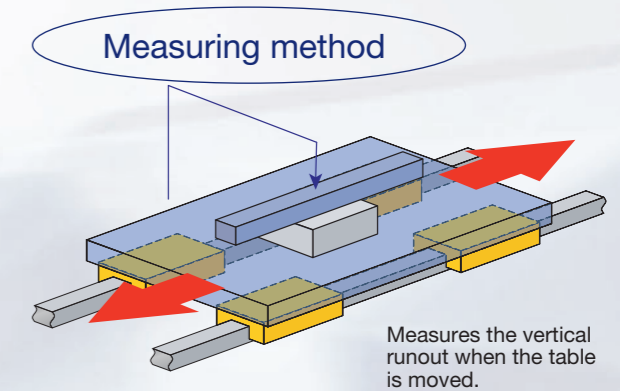 Measuring method
Measures the vertical
runout when the table
is moved.